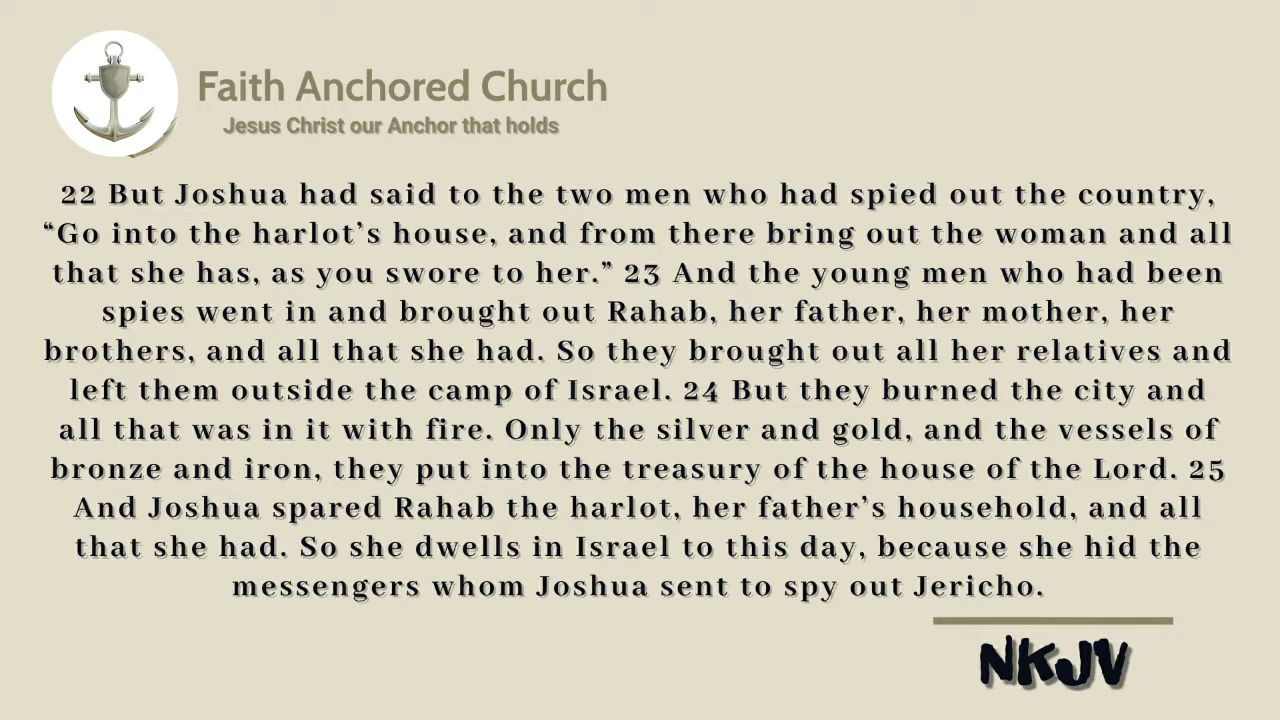 Faith Anchored Church
Jesus Christ our Anchor that holds
22 But Joshua had said to the two men who had spied out the country,
“Go into the harlot’s house, and from there bring out the woman and all
that she has, as you swore to her.” 23 And the young men who had been
spies went in and brought out Rahab, her father, her mother, her
brothers, and all that she had. So they brought out all her relatives and
left them outside the camp of Israel. 24 But they burned the city and
all that was in it with fire. Only the silver and gold, and the vessels of
bronze and iron, they put into the treasury of the house of the Lord. 25
And Joshua spared Rahab the harlot, her father’s household, and all
that she had. So she dwells in Israel to this day, because she hid the
messengers whom Joshua sent to spy out Jericho.
NKJV